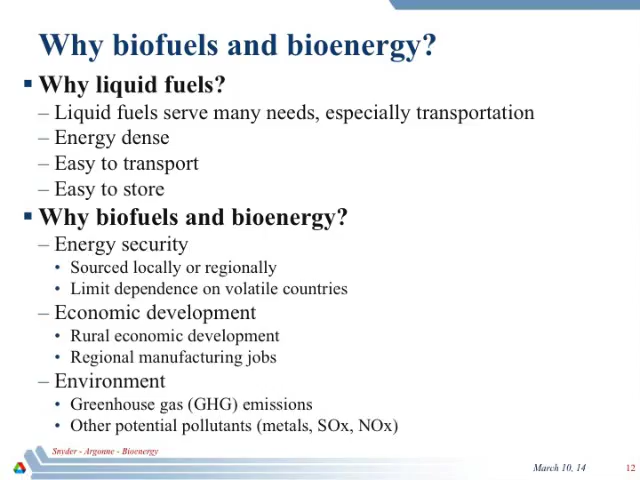 Why biofuels and bioenergy?
▪ Why liquid fuels?
– Liquid fuels serve many needs, especially transportation
– Energy dense
– Easy to transport
– Easy to store
▪ Why biofuels and bioenergy?
– Energy security
• Sourced locally or regionally
• Limit dependence on volatile countries
– Economic development
• Rural economic development
• Regional manufacturing jobs
– Environment
• Greenhouse gas (GHG) emissions
• Other potential pollutants (metals, SOx, NOx)
Snyder - Argonne - Bioenergy
March 10, 14
12